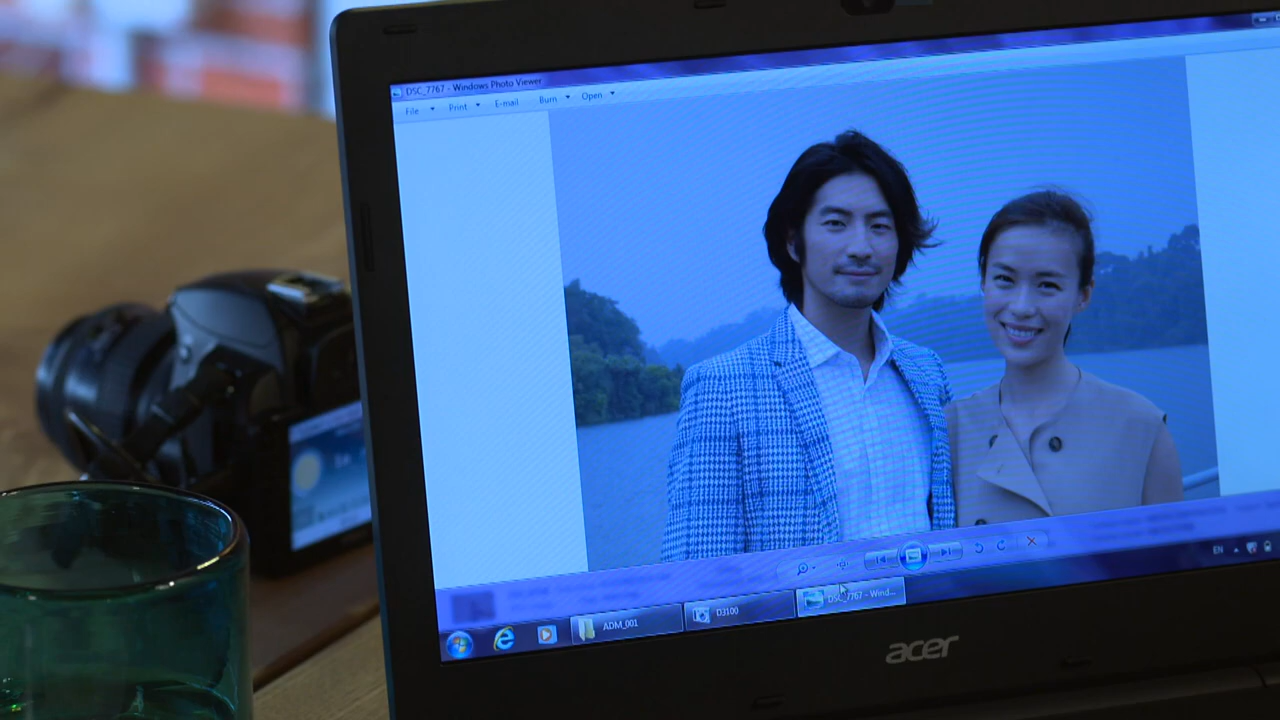 DSC_7767 - Windows Photo Viewer
File Print E-mail Burn Open
EN
ADM_001 D3100 DSC_7767 - Wind...
acer